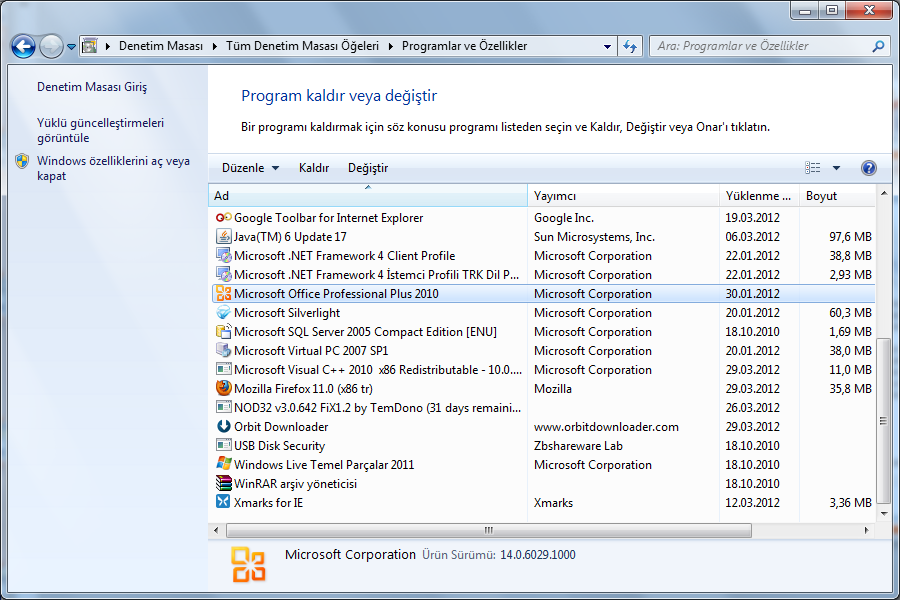 Denetim Masası Tüm Denetim Masası Öğeleri Programlar ve Özellikler Ara: Programlar ve Özellikler
Denetim Masası Giriş
Yüklü güncelleştirmeleri
görüntüle
Windows özelliklerini aç veya
kapat
Program kaldır veya değiştir
Bir programı kaldırmak için söz konusu programı listeden seçin ve Kaldır, Değiştir veya Onar'ı tıklatın.
Düzenle Kaldır Değiştir
Ad Yayımcı Yüklenme ... Boyut
Google Toolbar for Internet Explorer Google Inc. 19.03.2012
Java(TM) 6 Update 17 Sun Microsystems, Inc. 06.03.2012 97,6 MB
Microsoft .NET Framework 4 Client Profile Microsoft Corporation 22.01.2012 38,8 MB
Microsoft .NET Framework 4 İstemci Profili TRK Dil P... Microsoft Corporation 22.01.2012 2,93 MB
Microsoft Office Professional Plus 2010 Microsoft Corporation 30.01.2012
Microsoft Silverlight Microsoft Corporation 20.01.2012 60,3 MB
Microsoft SQL Server 2005 Compact Edition [ENU] Microsoft Corporation 18.10.2010 1,69 MB
Microsoft Virtual PC 2007 SP1 Microsoft Corporation 20.01.2012 38,0 MB
Microsoft Visual C++ 2010 x86 Redistributable - 10.0.... Microsoft Corporation 29.03.2012 11,0 MB
Mozilla Firefox 11.0 (x86 tr) Mozilla 29.03.2012 35,8 MB
NOD32 v3.0.642 FiX1.2 by TemDono (31 days remaini... 26.03.2012
Orbit Downloader www.orbitdownloader.com 29.03.2012
USB Disk Security Zbshareware Lab 18.10.2010
Windows Live Temel Parçalar 2011 Microsoft Corporation 18.10.2010
WinRAR arşiv yöneticisi 18.10.2010
Xmarks for IE Xmarks 12.03.2012 3,36 MB
Microsoft Corporation Ürün Sürümü: 14.0.6029.1000